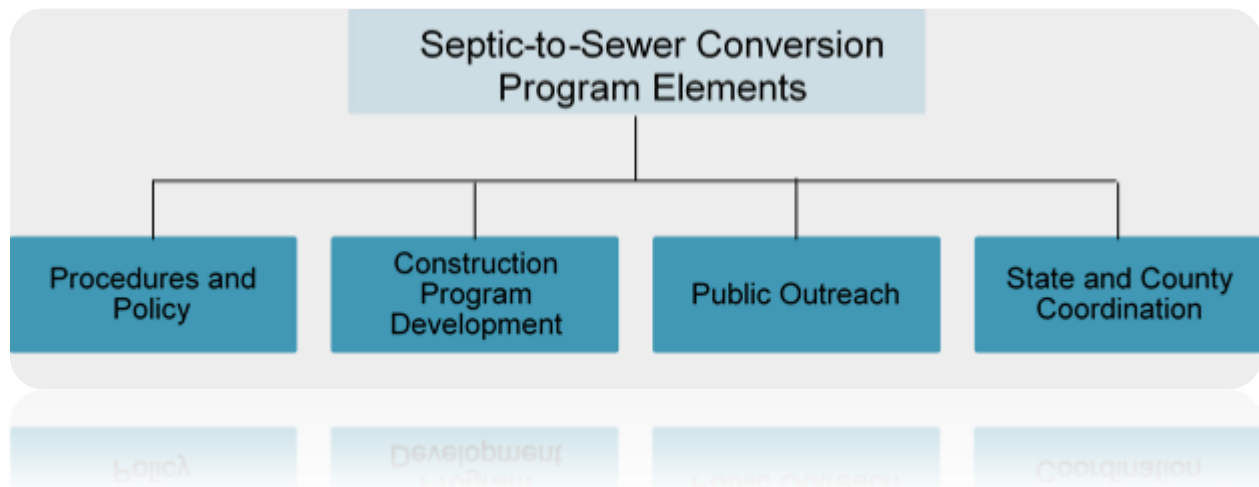 Septic-to-Sewer Conversion
Program Elements
Procedures and
Policy
Construction
Program
Development
Public Outreach
State and County
Coordination